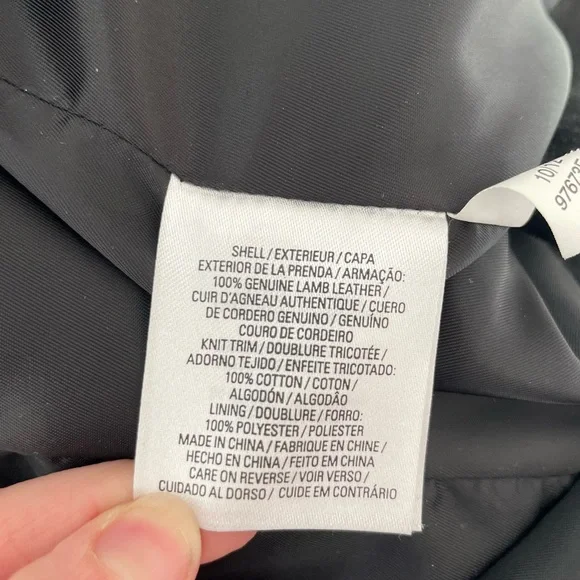 SHELL / EXTERIEUR / CAPA
EXTERIOR DE LA PRENDA / ARMAÇÃO:
100% GENUINE LAMB LEATHER /
CUIR D'AGNEAU AUTHENTIQUE / CUERO
DE CORDERO GENUINO / GENUÍNO
COURO DE CORDEIRO
KNIT TRIM / DOUBLURE TRICOTÉE /
ADORNO TEJIDO / ENFEITE TRICOTADO:
100% COTTON / COTON /
ALGODÓN / ALGODÃO
LINING / DOUBLURE / FORRO:
100% POLYESTER / POLIESTER
MADE IN CHINA / FABRIQUE EN CHINE /
HECHO EN CHINA / FEITO EM CHINA
CARE ON REVERSE / VOIR VERSO /
CUIDADO AL DORSO / CUIDE EM CONTRÁRIO